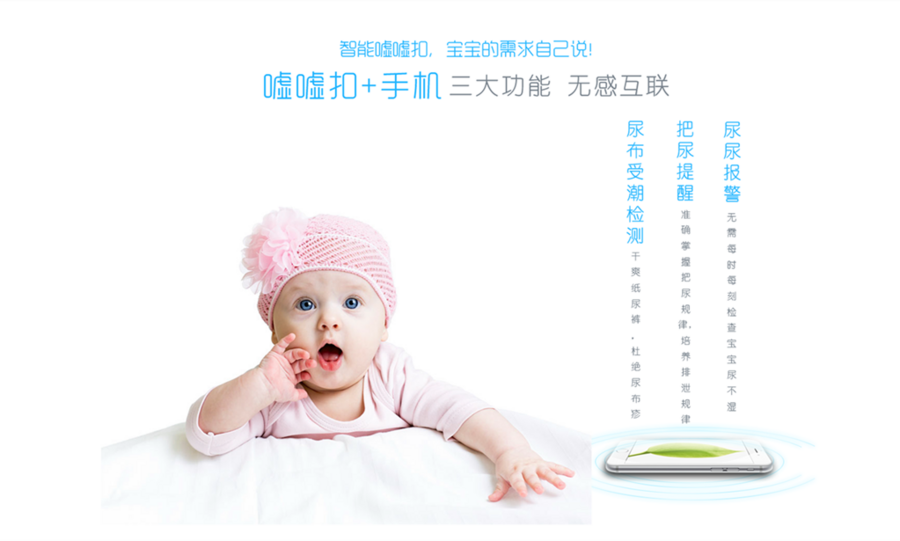 智能嘘嘘扣，宝宝的需求自己说!
嘘嘘扣+手机 三大功能 无感互联
尿尿报警
无需每时每刻检查宝宝尿不湿
把尿提醒
准确掌握把尿规律，培养排泄规律
尿布受潮检测
干爽纸尿裤，杜绝尿布疹